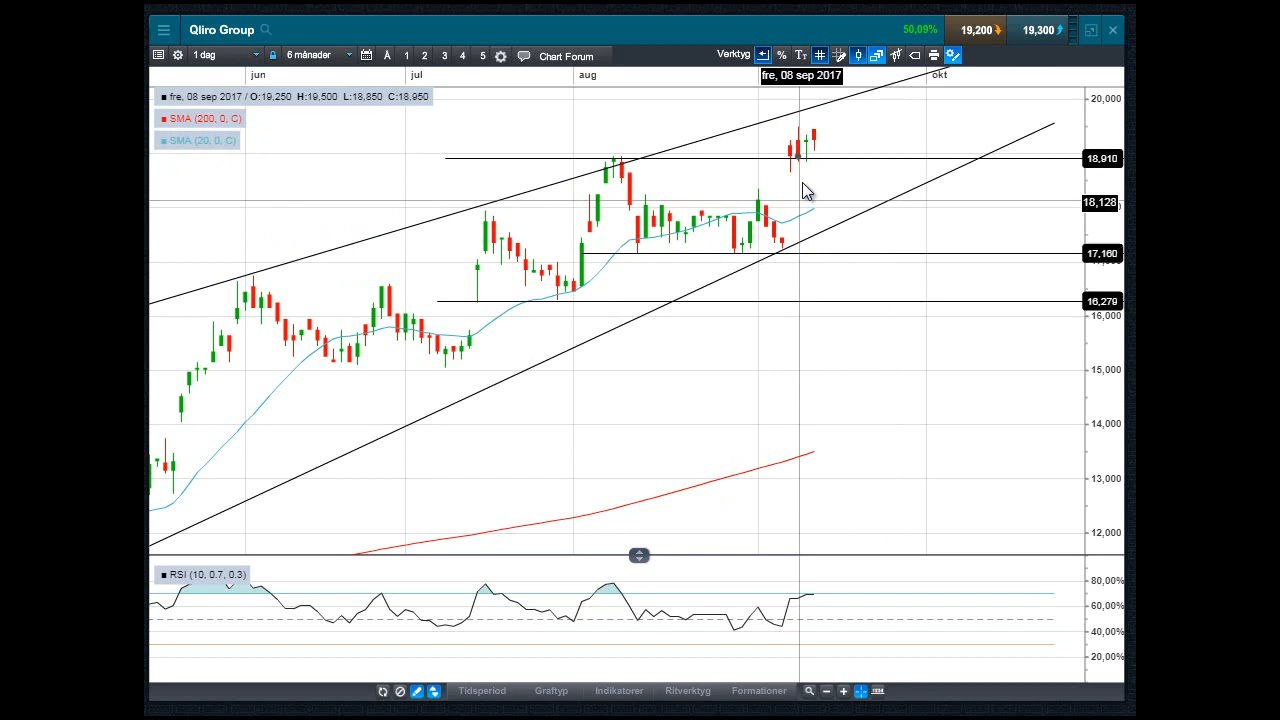 Qliro Group 50,09% 19,200 19,300
1 dag 6 månader A 1 2 3 4 5 Chart Forum Verktyg % TT
jun jul aug fre, 08 sep 2017 okt
fre, 08 sep 2017 / O:19,250 H:19,500 L:18,850 C:18,950
SMA (200, 0, C)
SMA (20, 0, C)
20,000
18,910
18,128
17,160
16,279
16,000
15,000
14,000
13,000
12,000
RSI (10, 0.7, 0.3)
80,00%
60,00%
40,00%
20,00%
Tidsperiod Graftyp Indikatorer Ritverktyg Formationer